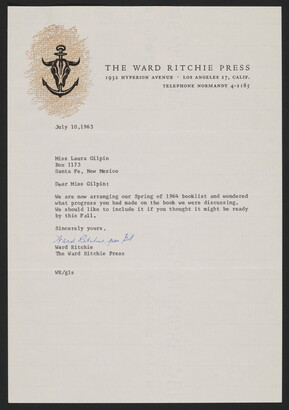 THE WARD RITCHIE PRESS
1932 HYPERION AVENUE · LOS ANGELES 27, CALIF.
TELEPHONE NORMANDY 4-2185
July 10, 1963
Miss Laura Gilpin
Box 1173
Santa Fe, New Mexico
Dear Miss Gilpin:
We are now arranging our Spring of 1964 booklist and wondered
what progress you had made on the book we were discussing.
We should like to include it if you thought it might be ready
by this Fall.
Sincerely yours,
Ward Ritchie per
Ward Ritchie
The Ward Ritchie Press
WR/gls